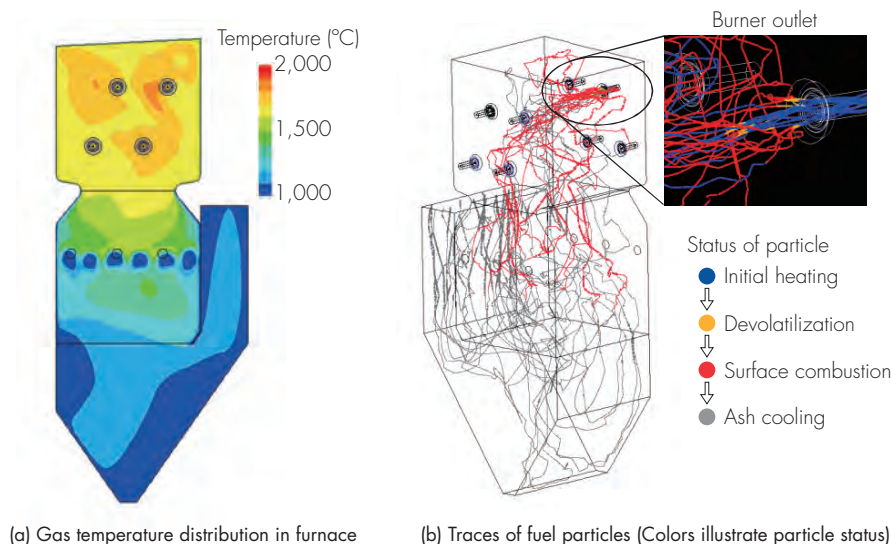 Temperature (°C)
2,000
1,500
1,000
Burner outlet
Status of particle
Initial heating
Devolatilization
Surface combustion
Ash cooling
(a) Gas temperature distribution in furnace
(b) Traces of fuel particles (Colors illustrate particle status)